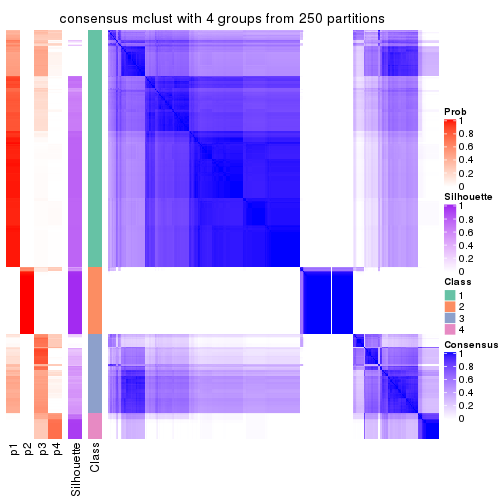 consensus mclust with 4 groups from 250 partitions
Prob
1
0.8
0.6
0.4
0.2
0
Silhouette
1
0.8
0.6
0.4
0.2
0
Class
1
2
3
4
Consensus
1
0.8
0.6
0.4
0.2
0
p1
p2
p3
p4
Silhouette
Class